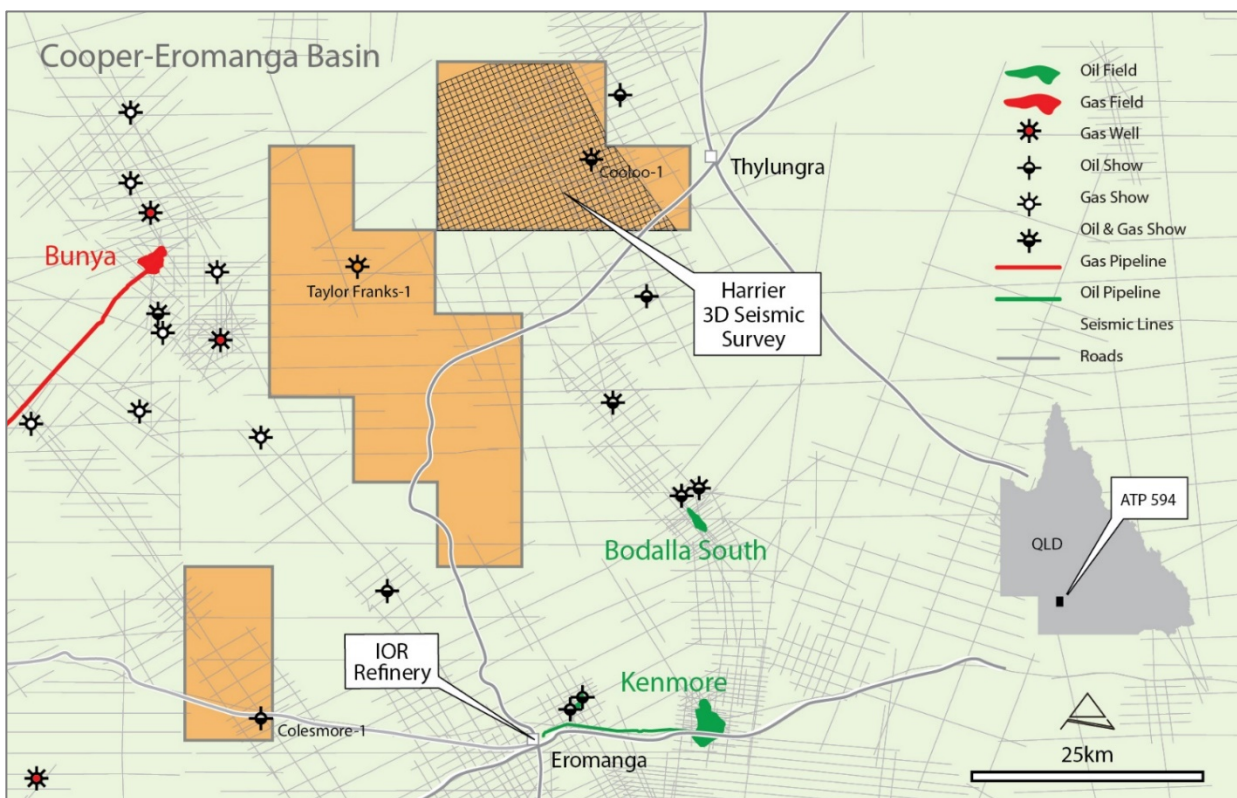 Cooper-Eromanga Basin
Oil Field
Gas Field
Gas Well
Oil Show
Gas Show
Oil & Gas Show
Gas Pipeline
Oil Pipeline
Seismic Lines
Roads
Cooloo-1
Thylungra
Bunya
Taylor Franks-1
Harrier
3D Seismic
Survey
Bodalla South
ATP 594
QLD
IOR
Refinery
Kenmore
Colesmore-1
Eromanga
25km